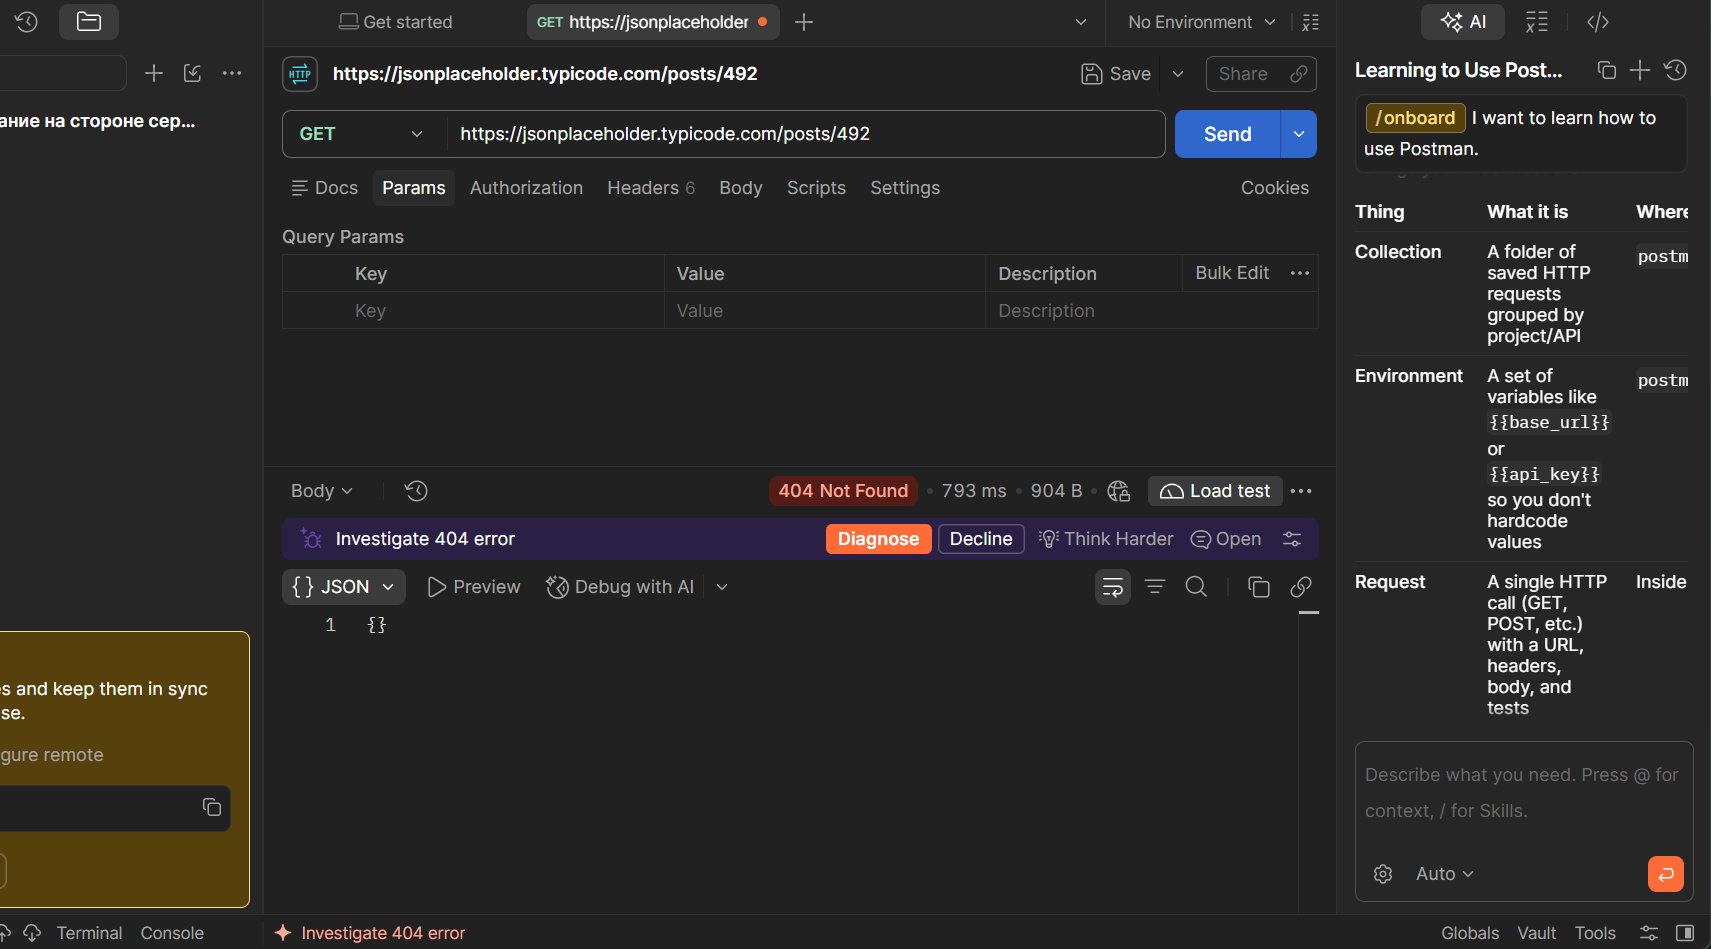 Get started
GET https://jsonplaceholder
No Environment
AI
HTTP
https://jsonplaceholder.typicode.com/posts/492
Save
Share
Learning to Use Post...
/onboard I want to learn how to
use Postman.
ание на стороне сер...
GET
https://jsonplaceholder.typicode.com/posts/492
Send
Docs
Params
Authorization
Headers 6
Body
Scripts
Settings
Cookies
Query Params
Key
Value
Description
Bulk Edit
Key
Value
Description
Thing
What it is
Where
Collection
A folder of
saved HTTP
requests
grouped by
project/API
postm
Environment
A set of
variables like
{{base_url}}
or
{{api_key}}
so you don't
hardcode
values
postm
Request
A single HTTP
call (GET,
POST, etc.)
with a URL,
headers,
body, and
tests
Inside
Body
404 Not Found
793 ms
904 B
Load test
Investigate 404 error
Diagnose
Decline
Think Harder
Open
{} JSON
Preview
Debug with AI
1 {}
s and keep them in sync
se.
gure remote
Describe what you need. Press @ for
context, / for Skills.
Auto
Terminal
Console
Investigate 404 error
Globals
Vault
Tools